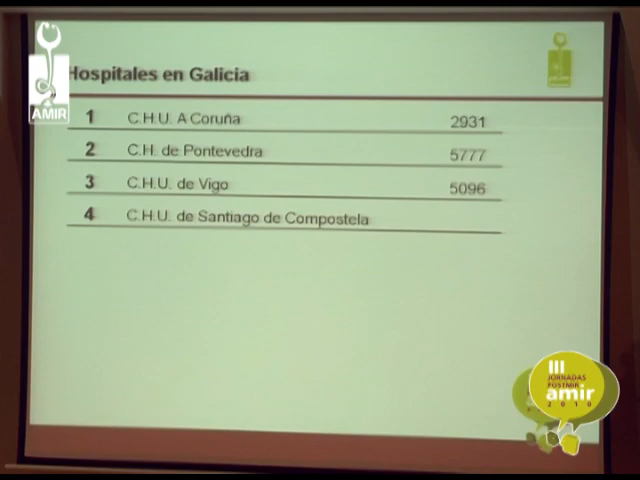 Hospitales en Galicia
AMIR
1 C.H.U. A Coruña 2931
2 C.H. de Pontevedra 5777
3 C.H.U. de Vigo 5096
4 C.H.U. de Santiago de Compostela
III
JORNADAS
POSTMIR
amir
2010